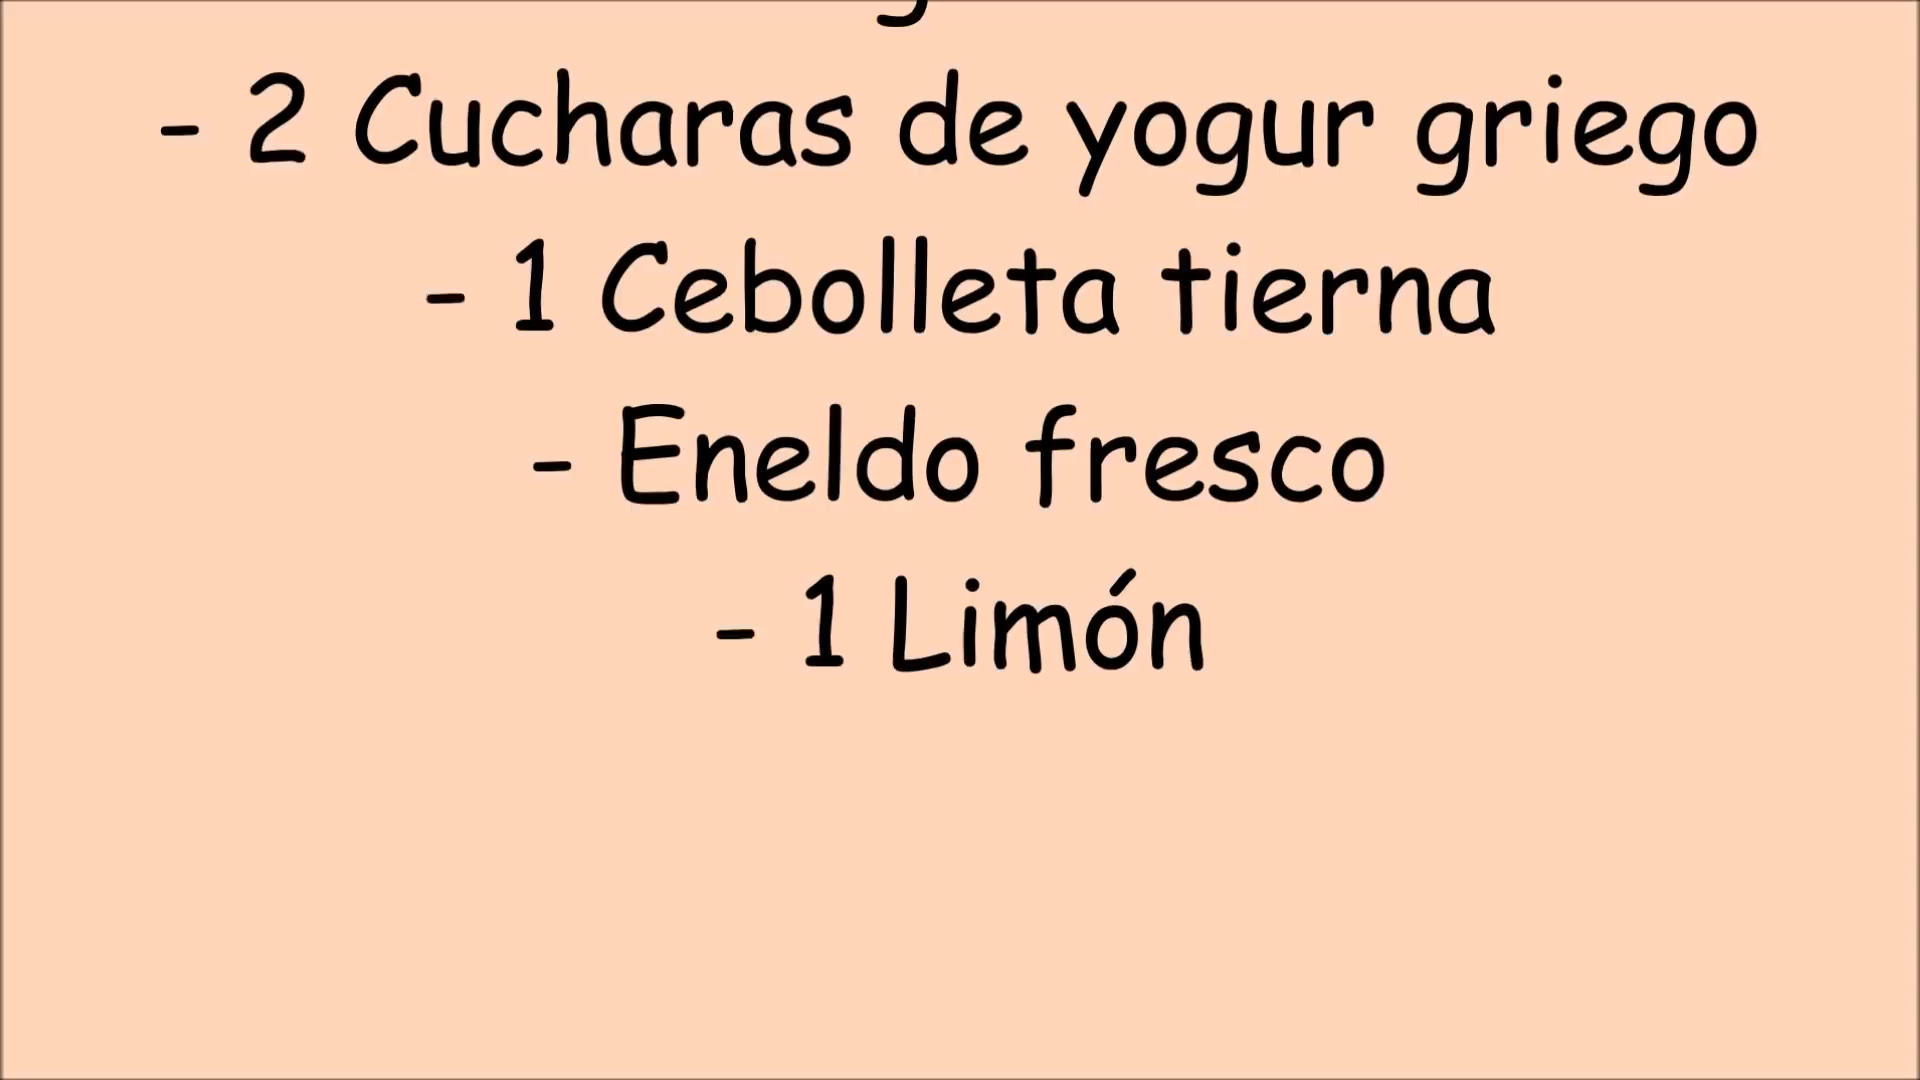 - 2 Cucharas de yogur griego
- 1 Cebolleta tierna
- Eneldo fresco
- 1 Limón